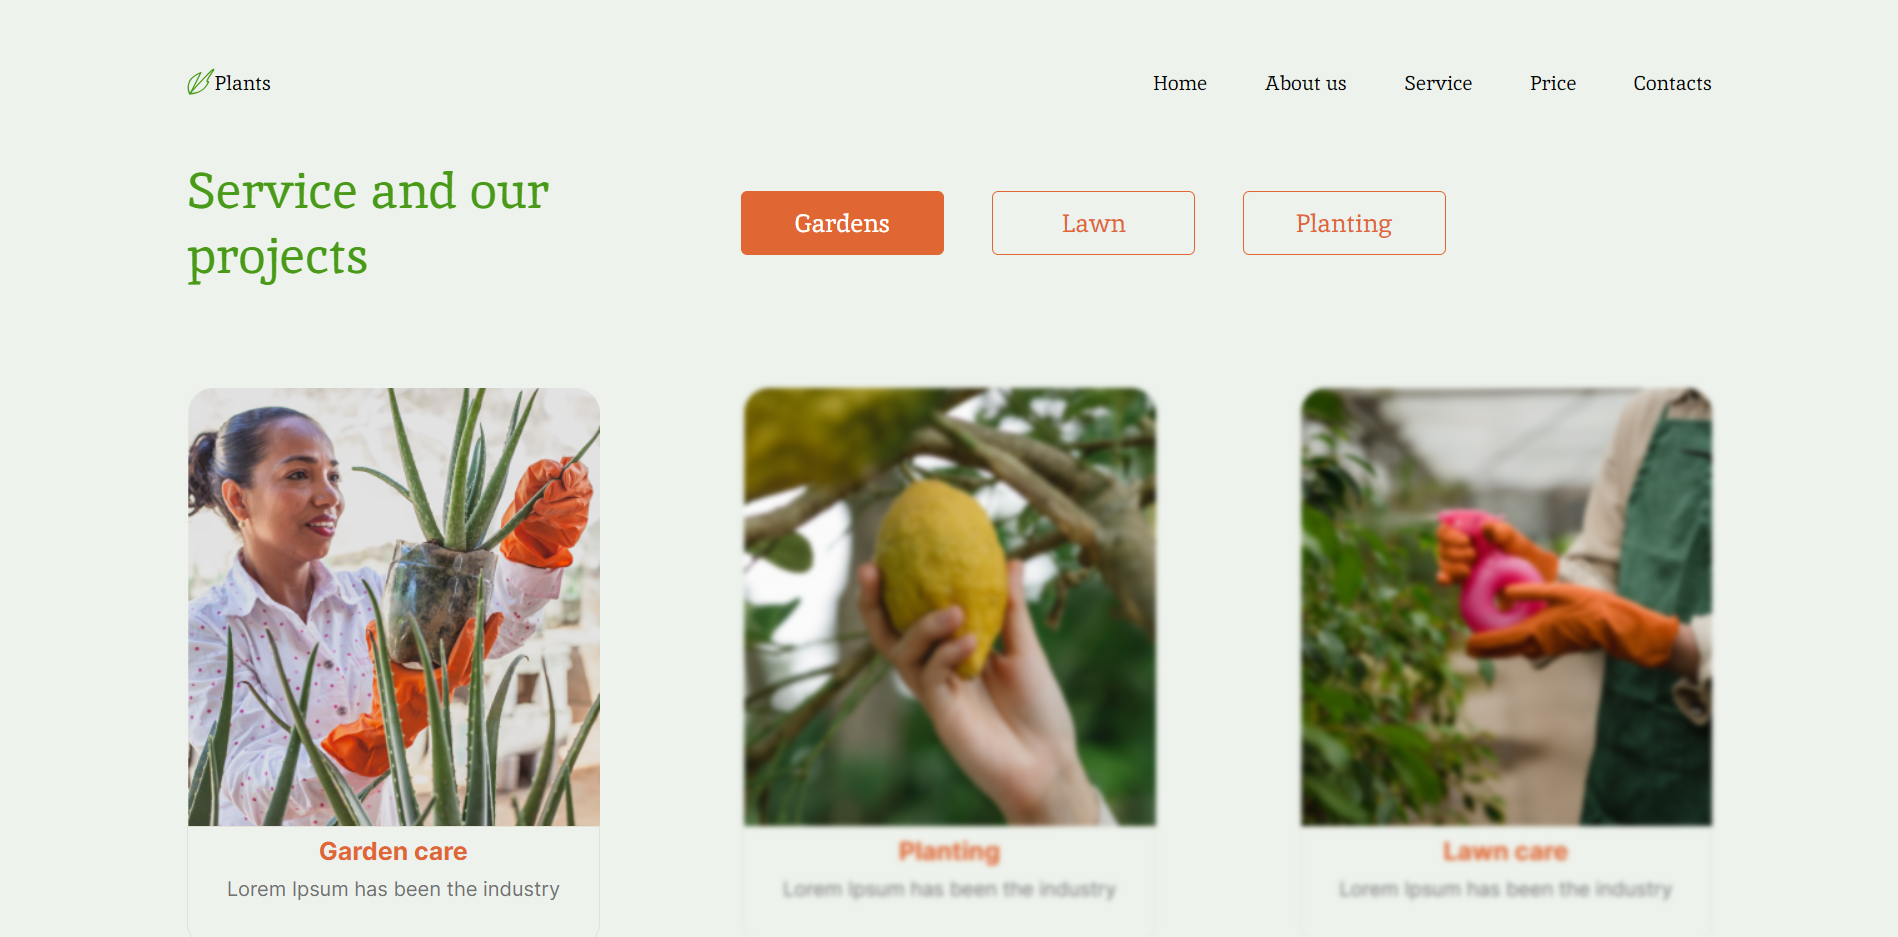 Plants
Home
About us
Service
Price
Contacts
Service and our
projects
Gardens
Lawn
Planting
Garden care
Lorem Ipsum has been the industry
Planting
Lorem Ipsum has been the industry
Lawn care
Lorem Ipsum has been the industry